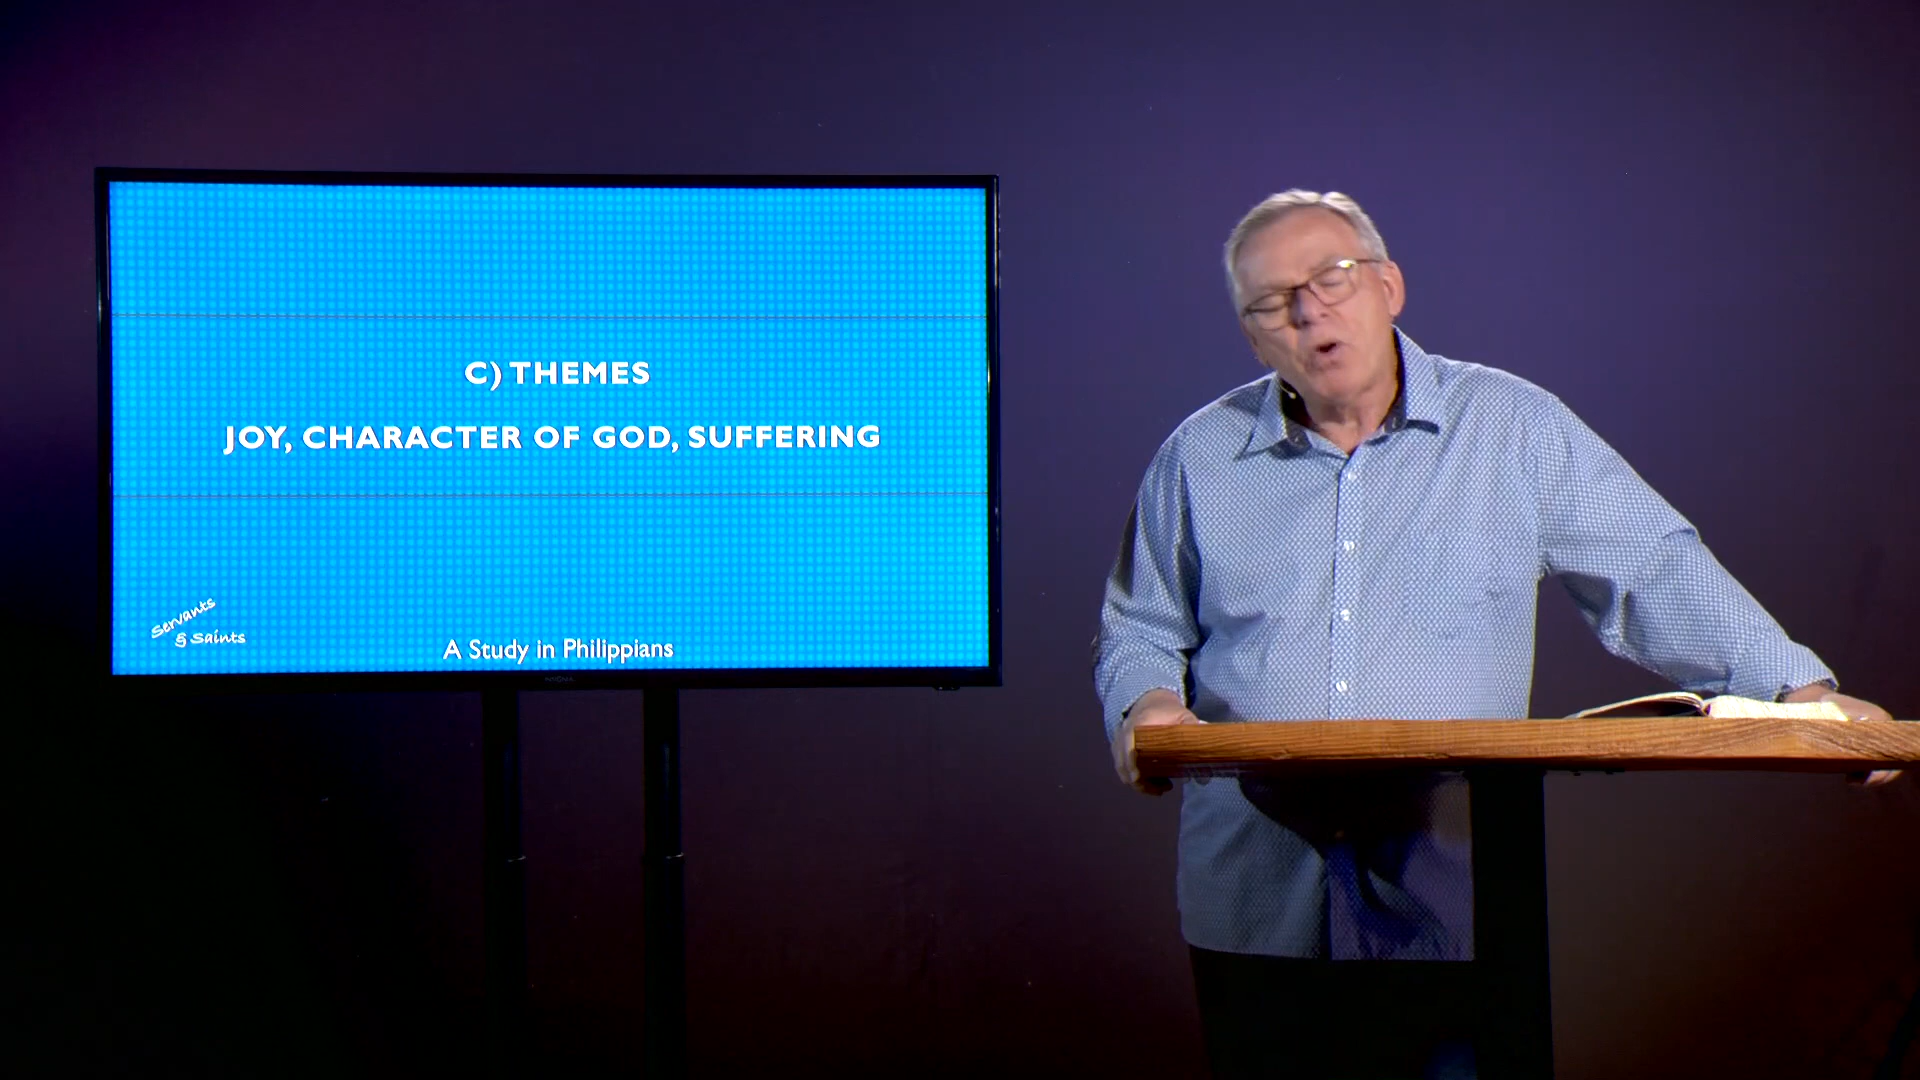 C) THEMES
JOY, CHARACTER OF GOD, SUFFERING
Servants
& Saints
A Study in Philippians